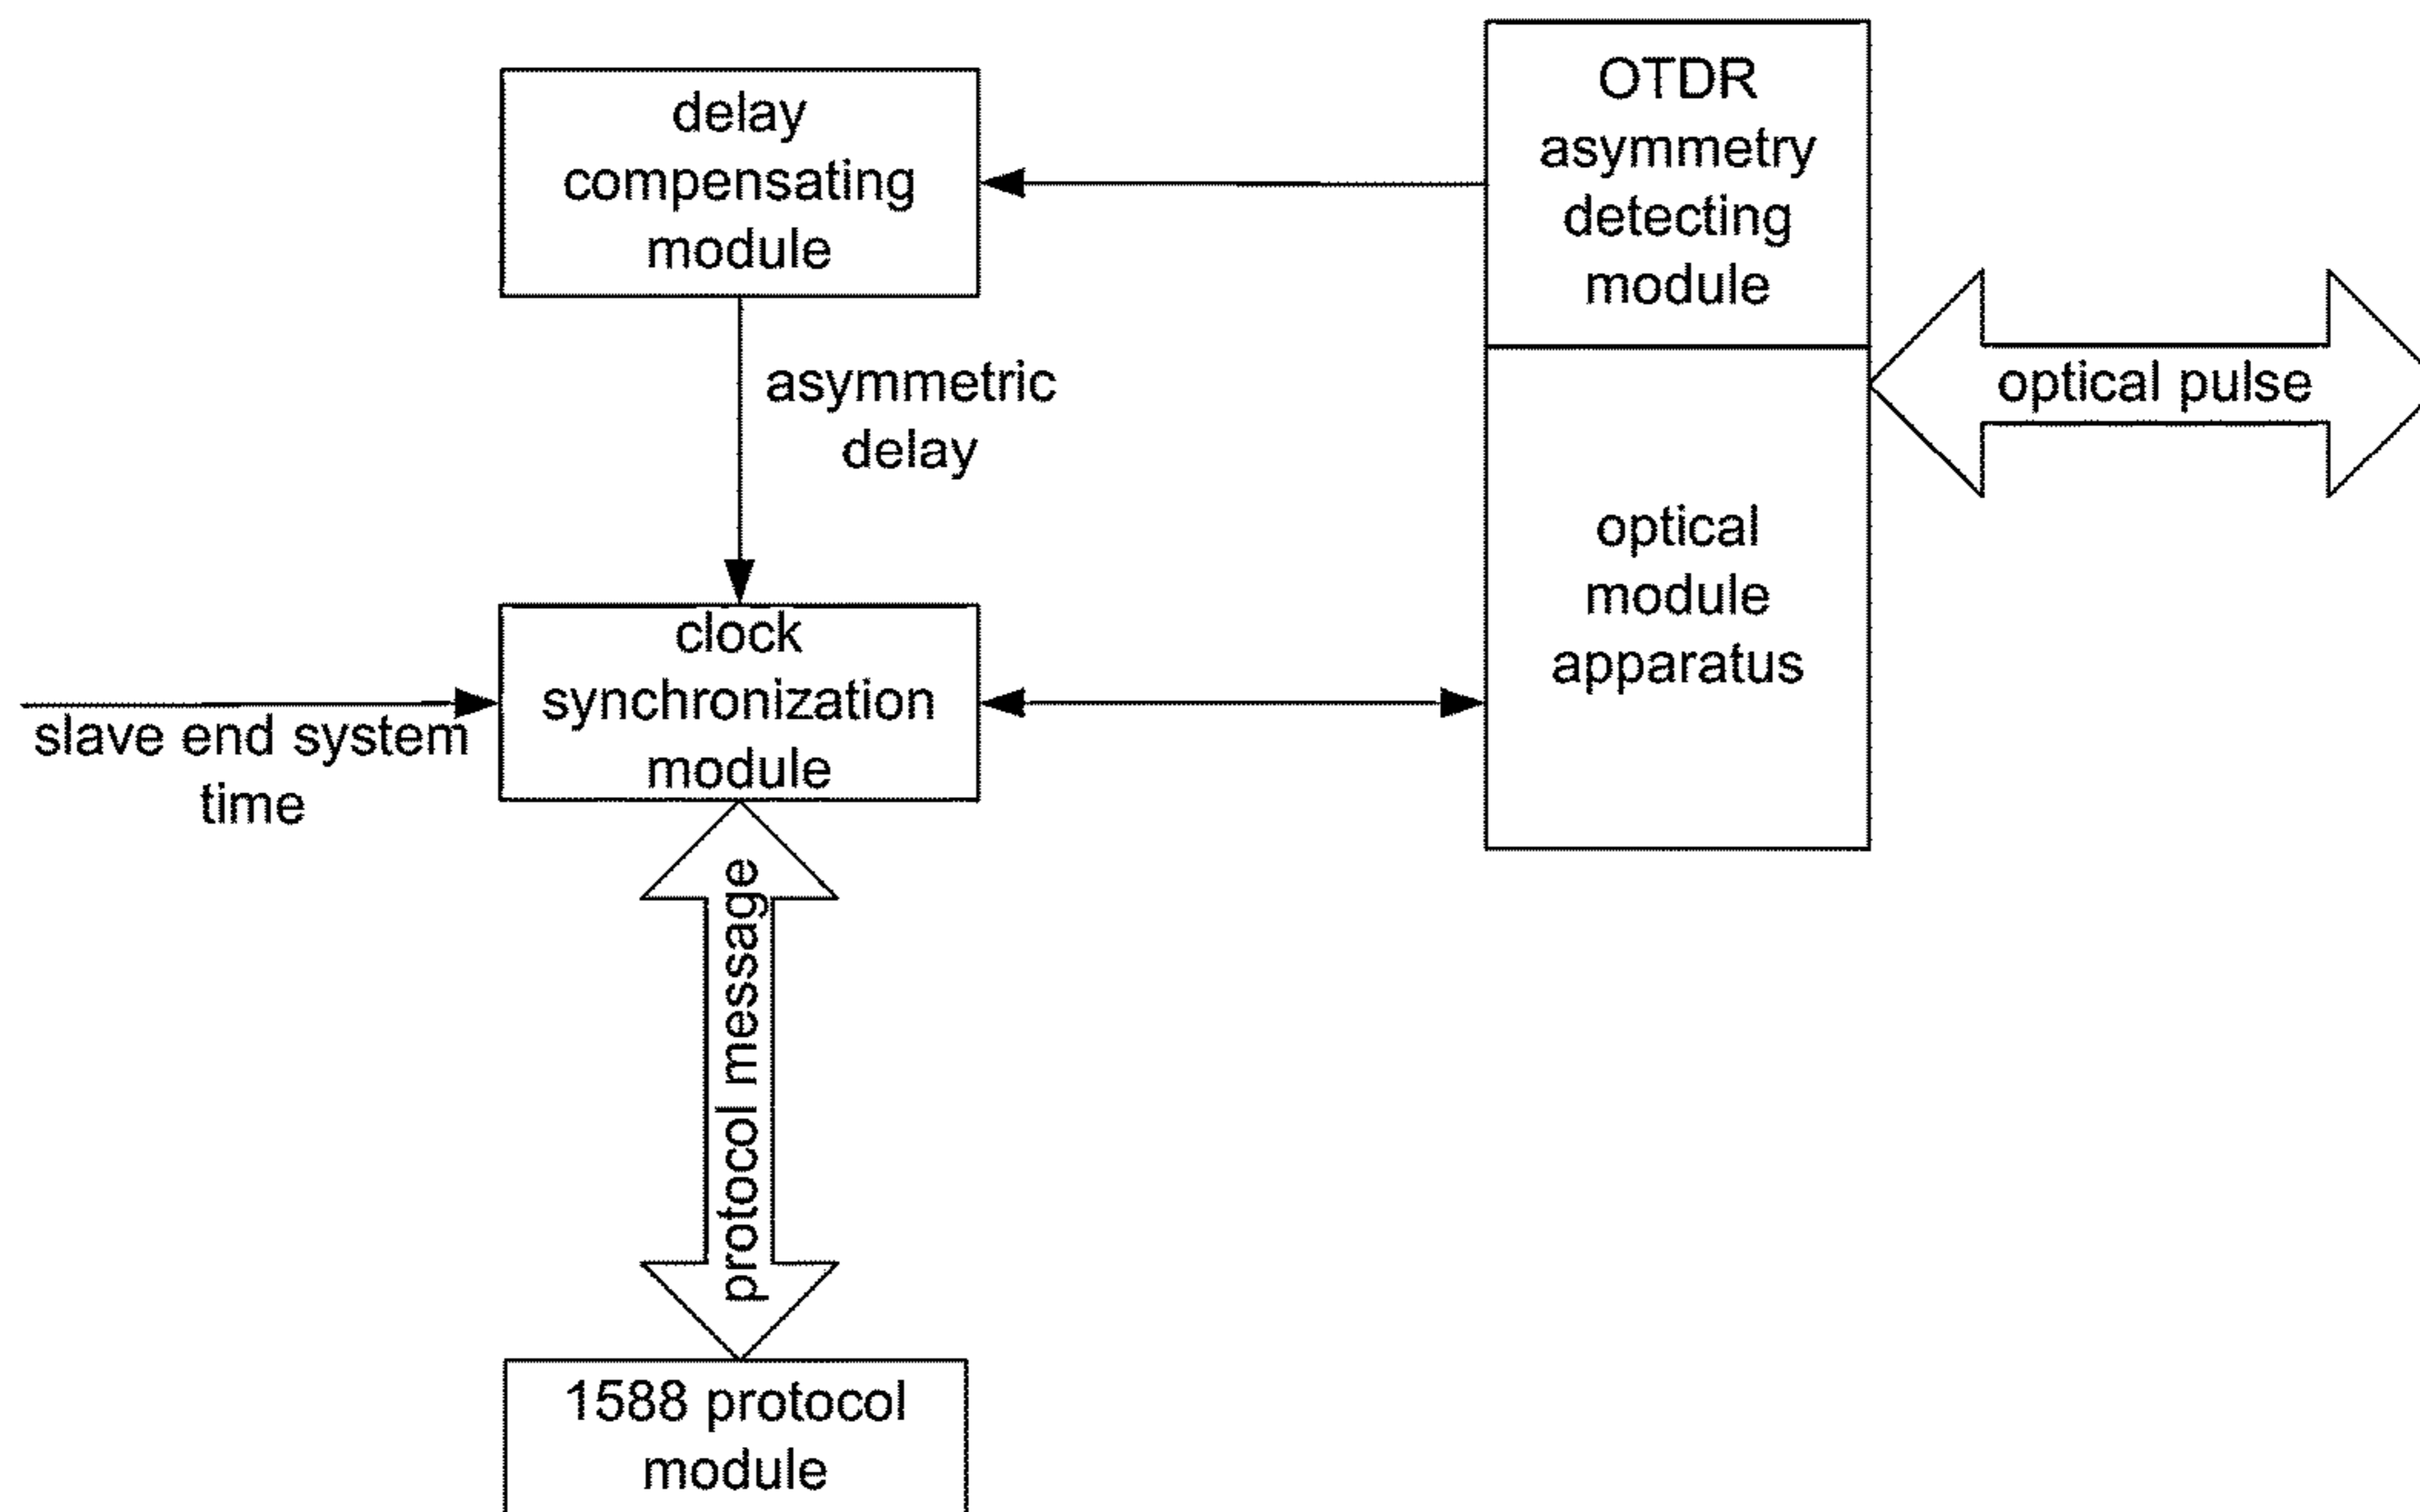 delay
compensating
module
OTDR
asymmetry
detecting
module
asymmetric
delay
optical pulse
optical
module
apparatus
clock
synchronization
module
slave end system
time
protocol message
1588 protocol
module